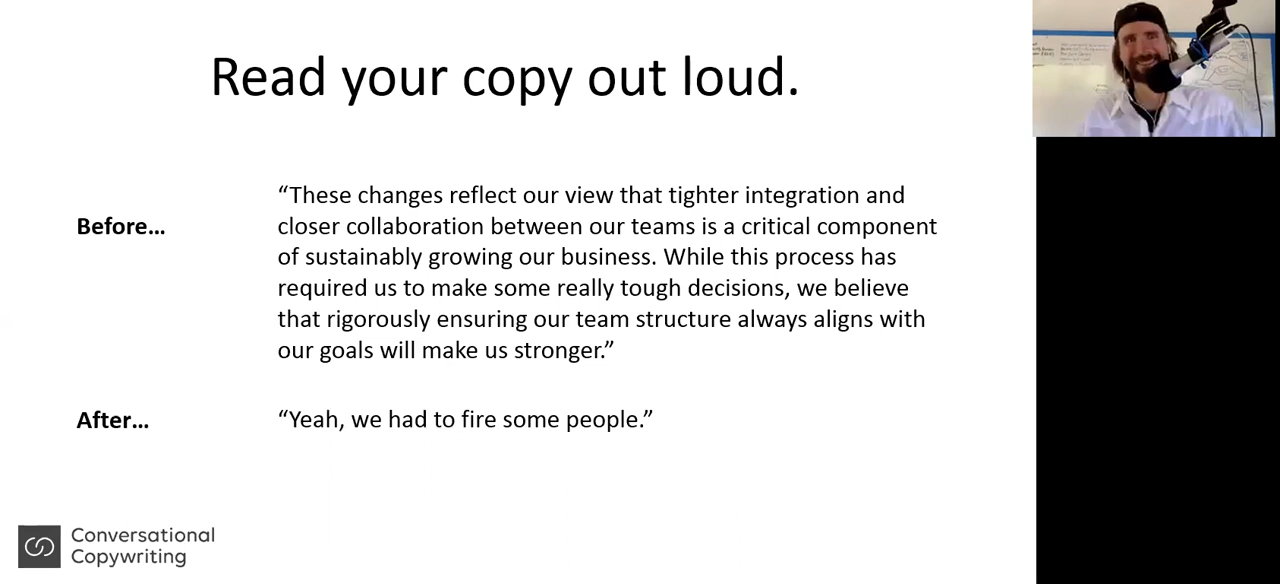 Read your copy out loud.
Before…
“These changes reflect our view that tighter integration and
closer collaboration between our teams is a critical component
of sustainably growing our business. While this process has
required us to make some really tough decisions, we believe
that rigorously ensuring our team structure always aligns with
our goals will make us stronger.”
After…
“Yeah, we had to fire some people.”
Conversational
Copywriting